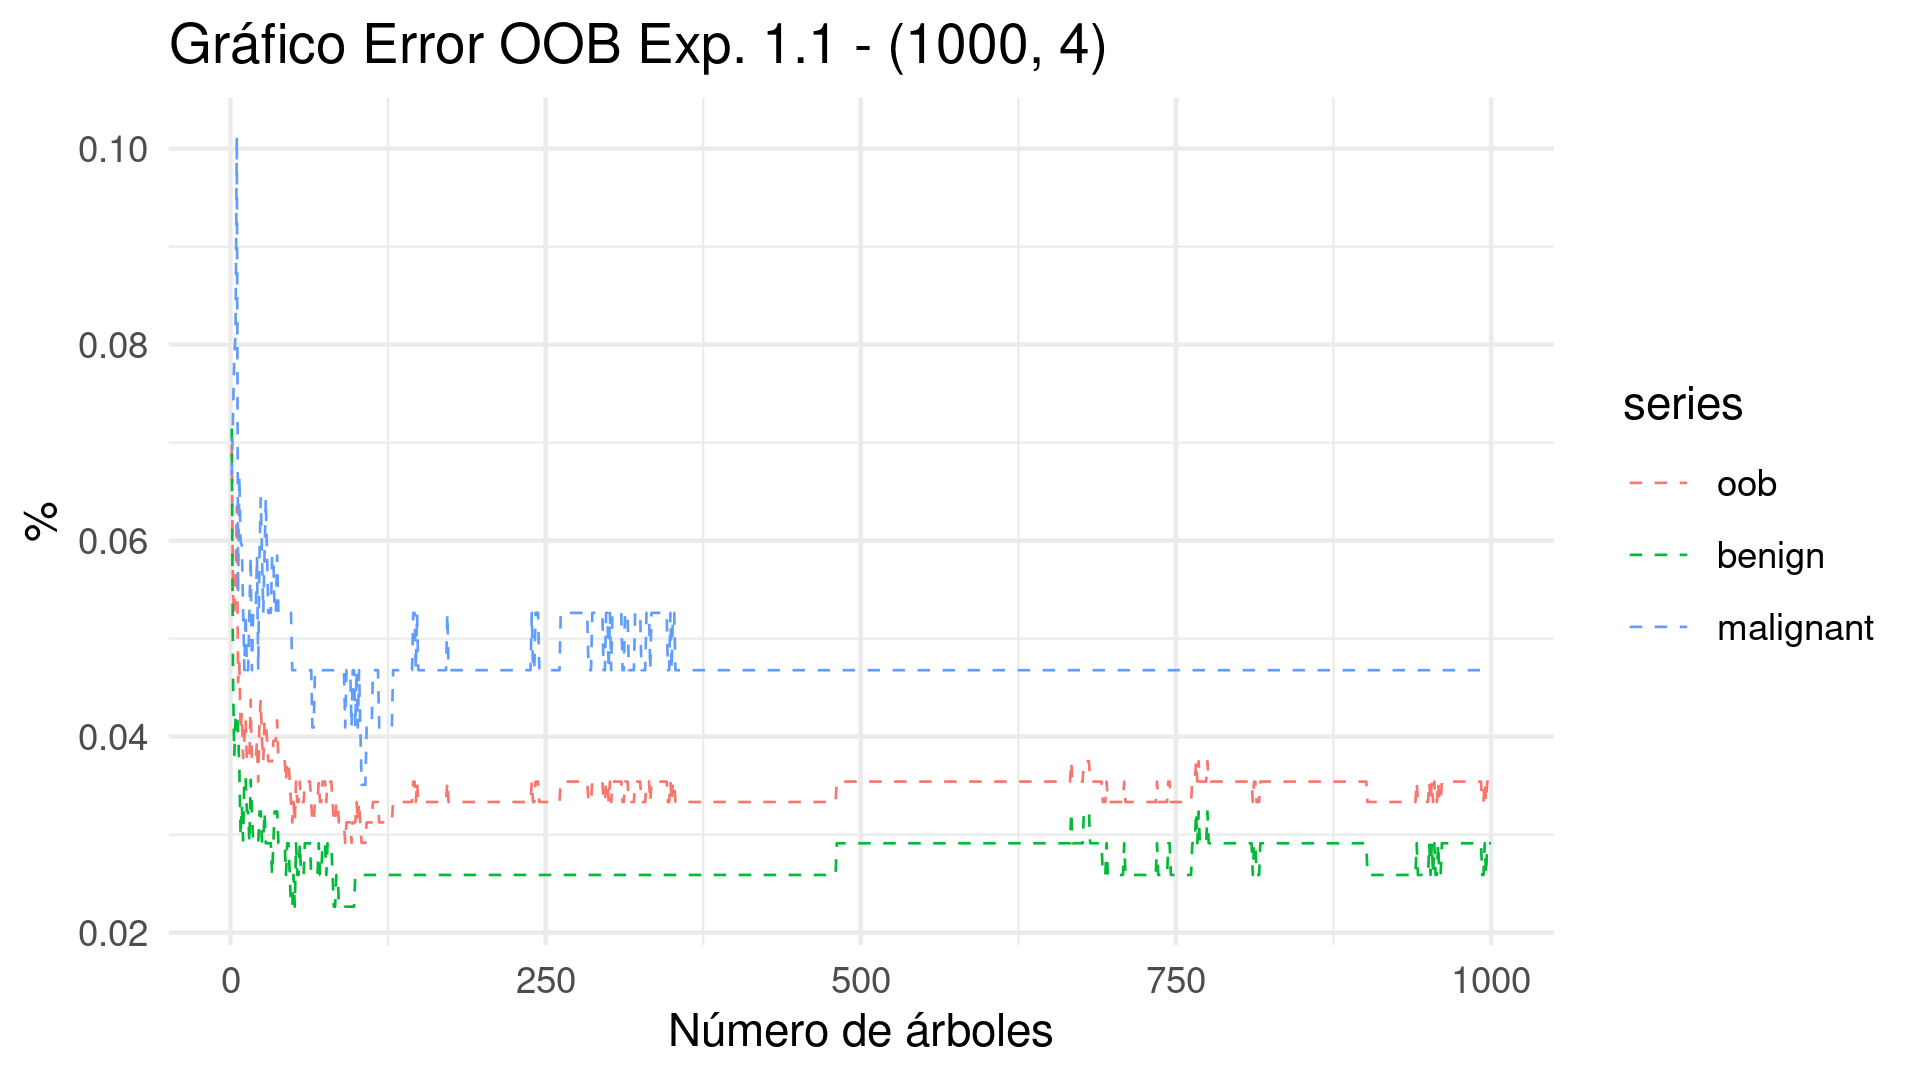 Gráfico Error OOB Exp. 1.1 - (1000, 4)
0.10
0.08
0.06
0.04
0.02
%
0 250 500 750 1000
Número de árboles
series
oob
benign
malignant